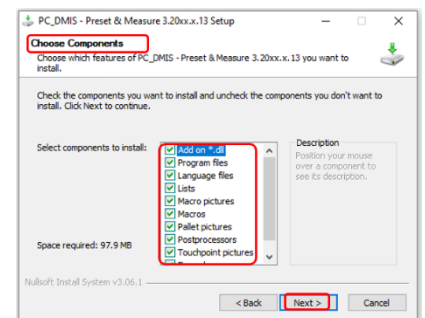 PC_DMIS - Preset & Measure 3.20xx.x.13 Setup
Choose Components
Choose which features of PC_DMIS - Preset & Measure 3.20xx.x.13 you want to
install.
Check the components you want to install and uncheck the components you don't want to
install. Click Next to continue.
Select components to install:
Add on *.dll
Program files
Language files
Lists
Macro pictures
Macros
Pallet pictures
Postprocessors
Touchpoint pictures
Description
Position your mouse
over a component to
see its description.
Space required: 97.9 MB
Nullsoft Install System v3.06.1
< Back
Next >
Cancel